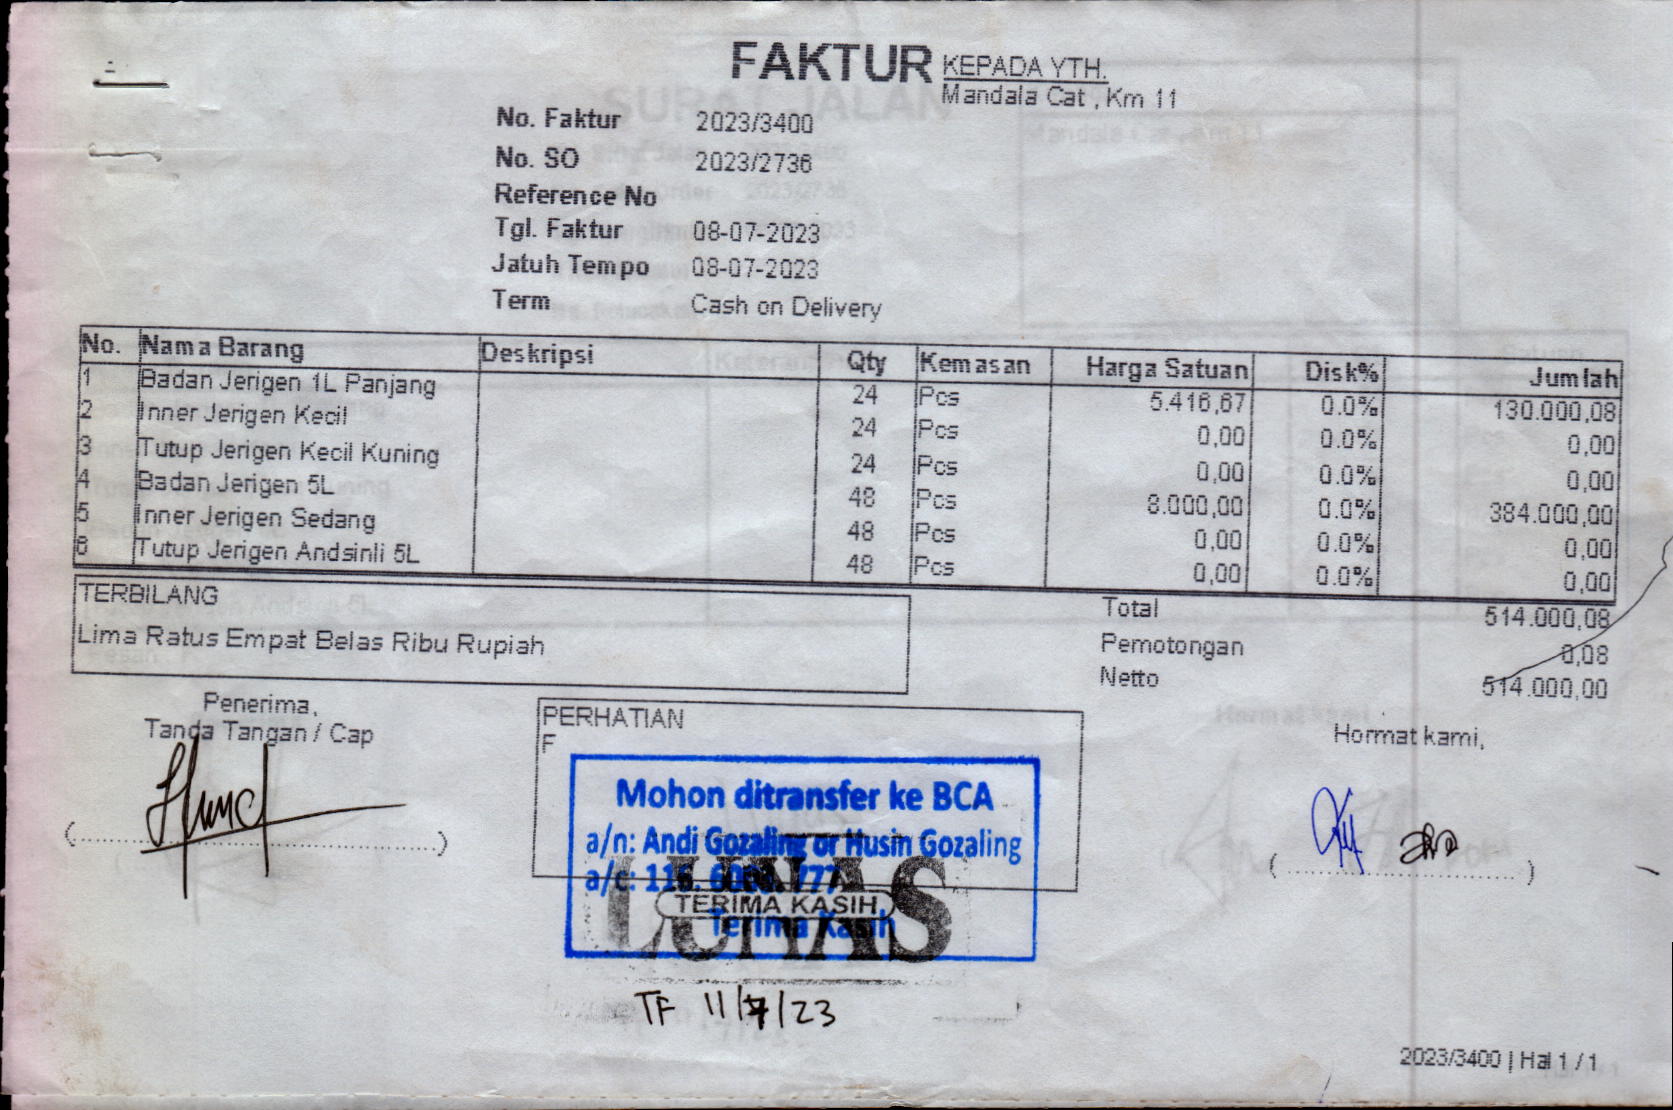 FAKTUR
KEPADA YTH.
Mandala Cat , Km 11
No. Faktur 2023/3400
No. SO 2023/2736
Reference No
Tgl. Faktur 08-07-2023
Jatuh Tempo 08-07-2023
Term Cash on Delivery
No. Nama Barang Deskripsi Qty Kemasan Harga Satuan Disk% Jumlah
1 Badan Jerigen 1L Panjang 24 Pcs 5.416,67 0.0% 130.000,08
2 Inner Jerigen Kecil 24 Pcs 0,00 0.0% 0,00
3 Tutup Jerigen Kecil Kuning 24 Pcs 0,00 0.0% 0,00
4 Badan Jerigen 5L 48 Pcs 8.000,00 0.0% 384.000,00
5 Inner Jerigen Sedang 48 Pcs 0,00 0.0% 0,00
6 Tutup Jerigen Andsinli 5L 48 Pcs 0,00 0.0% 0,00
TERBILANG
Lima Ratus Empat Belas Ribu Rupiah
Total 514.000,08
Pemotongan 0,08
Netto 514.000,00
Penerima,
Tanda Tangan / Cap
PERHATIAN
F
Hormat kami,
Mohon ditransfer ke BCA
a/n: Andi Gozaling or Husin Gozaling
a/c: 777
Terima Kasih
LUNAS
TERIMA KASIH
TF 11/7/23
2023/3400 | Hal 1 / 1